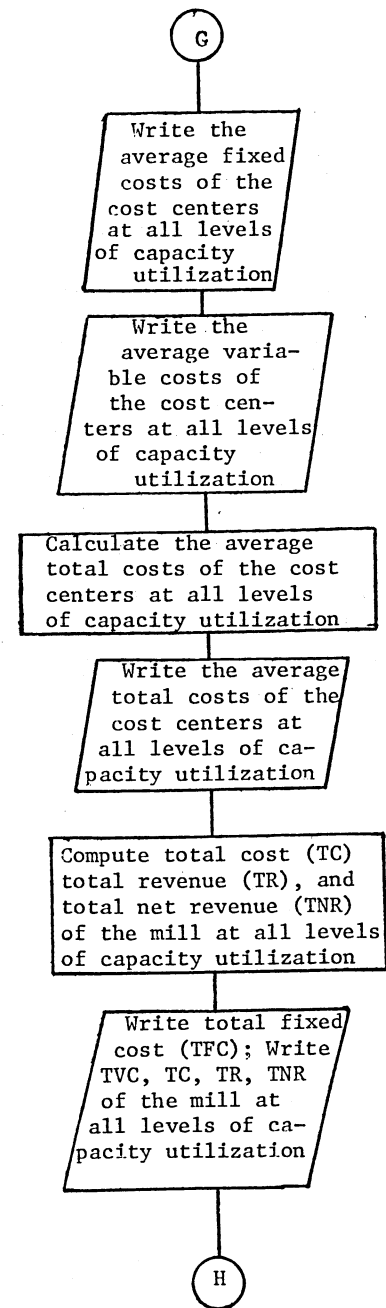 G
Write the
average fixed
costs of the
cost centers
at all levels
of capacity
utilization
Write the
average varia-
ble costs of
the cost cen-
ters at all levels
of capacity
utilization
Calculate the average
total costs of the cost
centers at all levels
of capacity utilization
Write the average
total costs of the
cost centers at
all levels of ca-
pacity utilization
Compute total cost (TC)
total revenue (TR), and
total net revenue (TNR)
of the mill at all levels
of capacity utilization
Write total fixed
cost (TFC); Write
TVC, TC, TR, TNR
of the mill at
all levels of ca-
pacity utilization
H